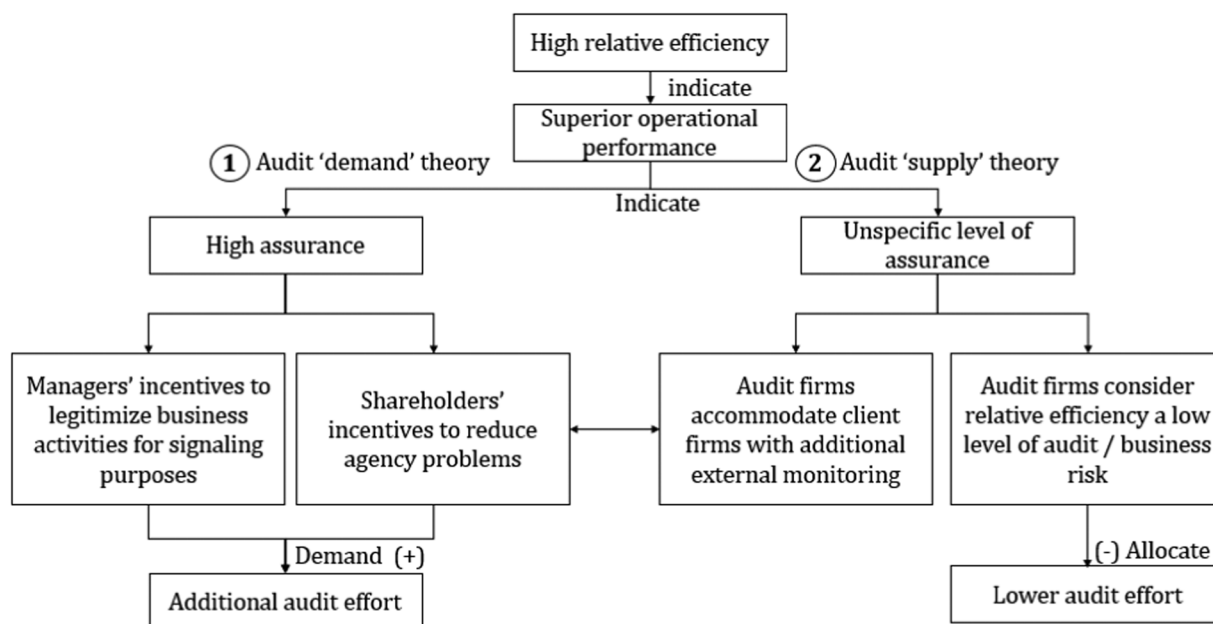 High relative efficiency
indicate
Superior operational
performance
1 Audit ‘demand’ theory
2 Audit ‘supply’ theory
Indicate
High assurance
Unspecific level of
assurance
Managers’ incentives to
legitimize business
activities for signaling
purposes
Shareholders’
incentives to reduce
agency problems
Audit firms
accommodate client
firms with additional
external monitoring
Audit firms consider
relative efficiency a low
level of audit / business
risk
Demand (+)
(-) Allocate
Additional audit effort
Lower audit effort